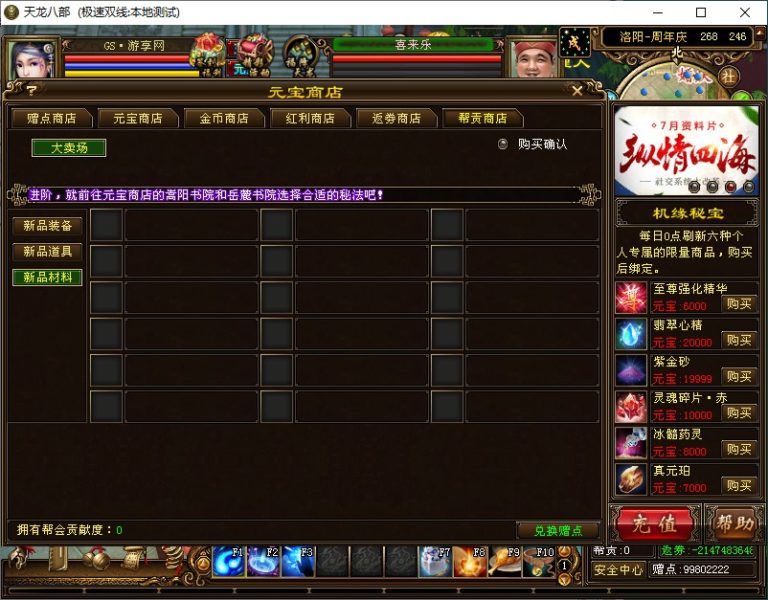 天龙八部 (极速双线:本地测试)
GS·游享网
喜来乐
洛阳-周年庆 268 246
北
社
?
元宝商店
赠点商店
元宝商店
金币商店
红利商店
返券商店
帮贡商店
大卖场
购买确认
进阶，就前往元宝商店的嵩阳书院和岳麓书院选择合适的秘法吧!
新品装备
新品道具
新品材料
7月资料片
纵情四海
机缘秘宝
每日0点刷新六种个
人专属的限量商品，购买
后绑定。
至尊强化精华
元宝:6000
购买
翡翠心精
元宝:20000
购买
紫金砂
元宝:19999
购买
灵魂碎片·赤
元宝:10000
购买
冰髓药灵
元宝:8000
购买
真元珀
元宝:7000
购买
拥有帮会贡献度:0
兑换赠点
充值
帮助
F1
F2
F3
F7
F8
F9
F10
1
帮贡:0
返券:-2147483648
安全中心
赠点:99802222